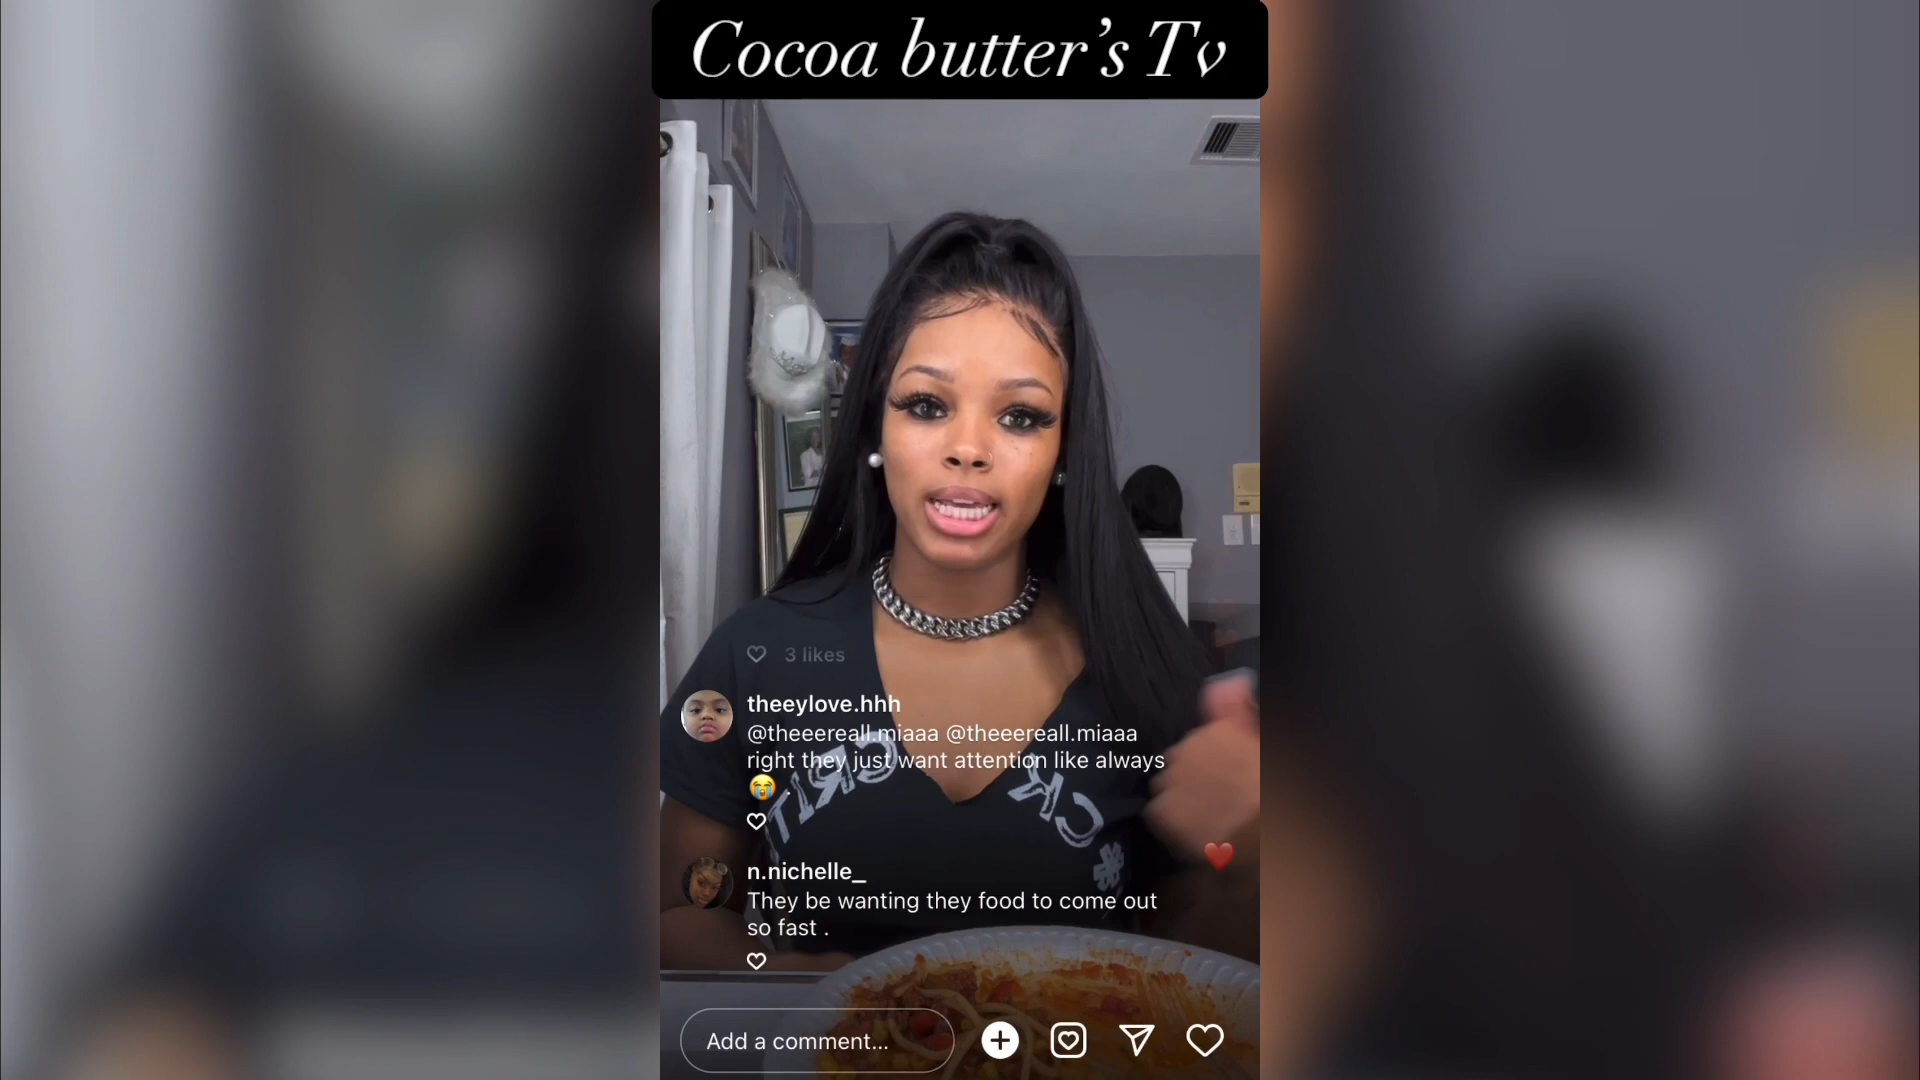 Cocoa butter’s Tv
3 likes
theeylove.hhh
@theeereall.miaaa @theeereall.miaaa
right they just want attention like always
😭 .
n.nichelle_
They be wanting they food to come out
so fast .
Add a comment...